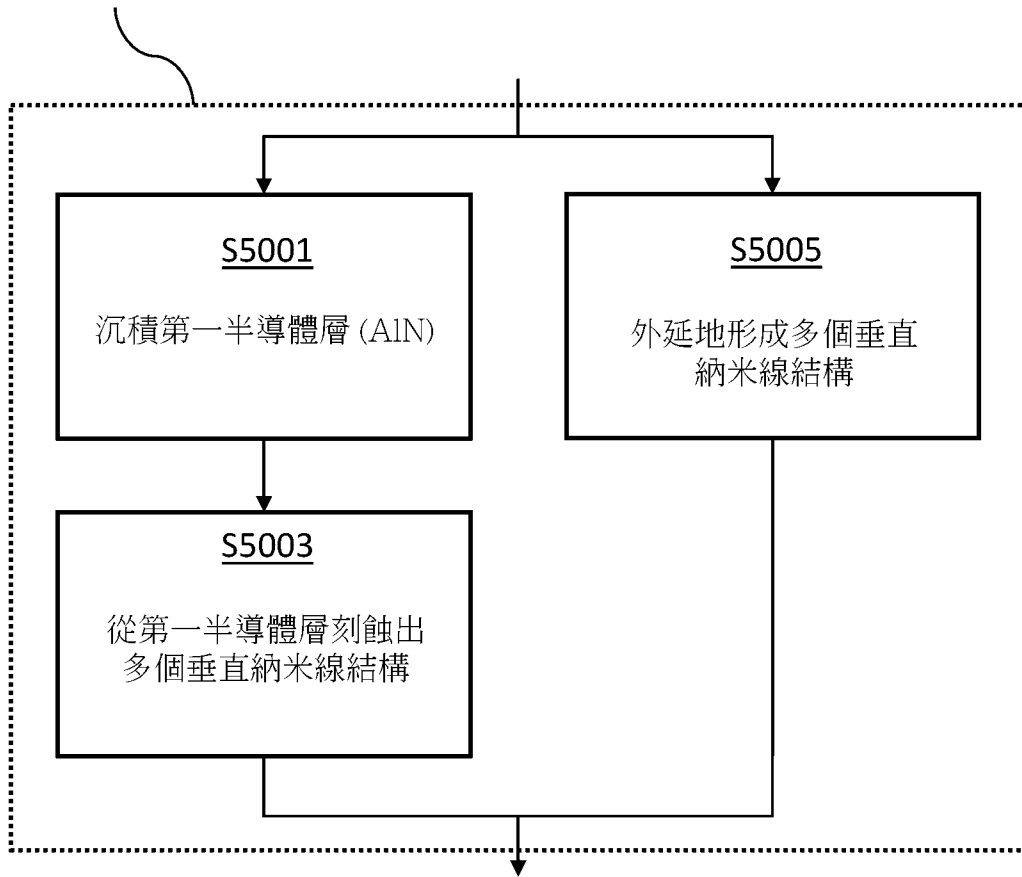 S5001
沉積第一半導體層 (AlN)
S5003
從第一半導體層刻蝕出
多個垂直納米線結構
S5005
外延地形成多個垂直
納米線結構